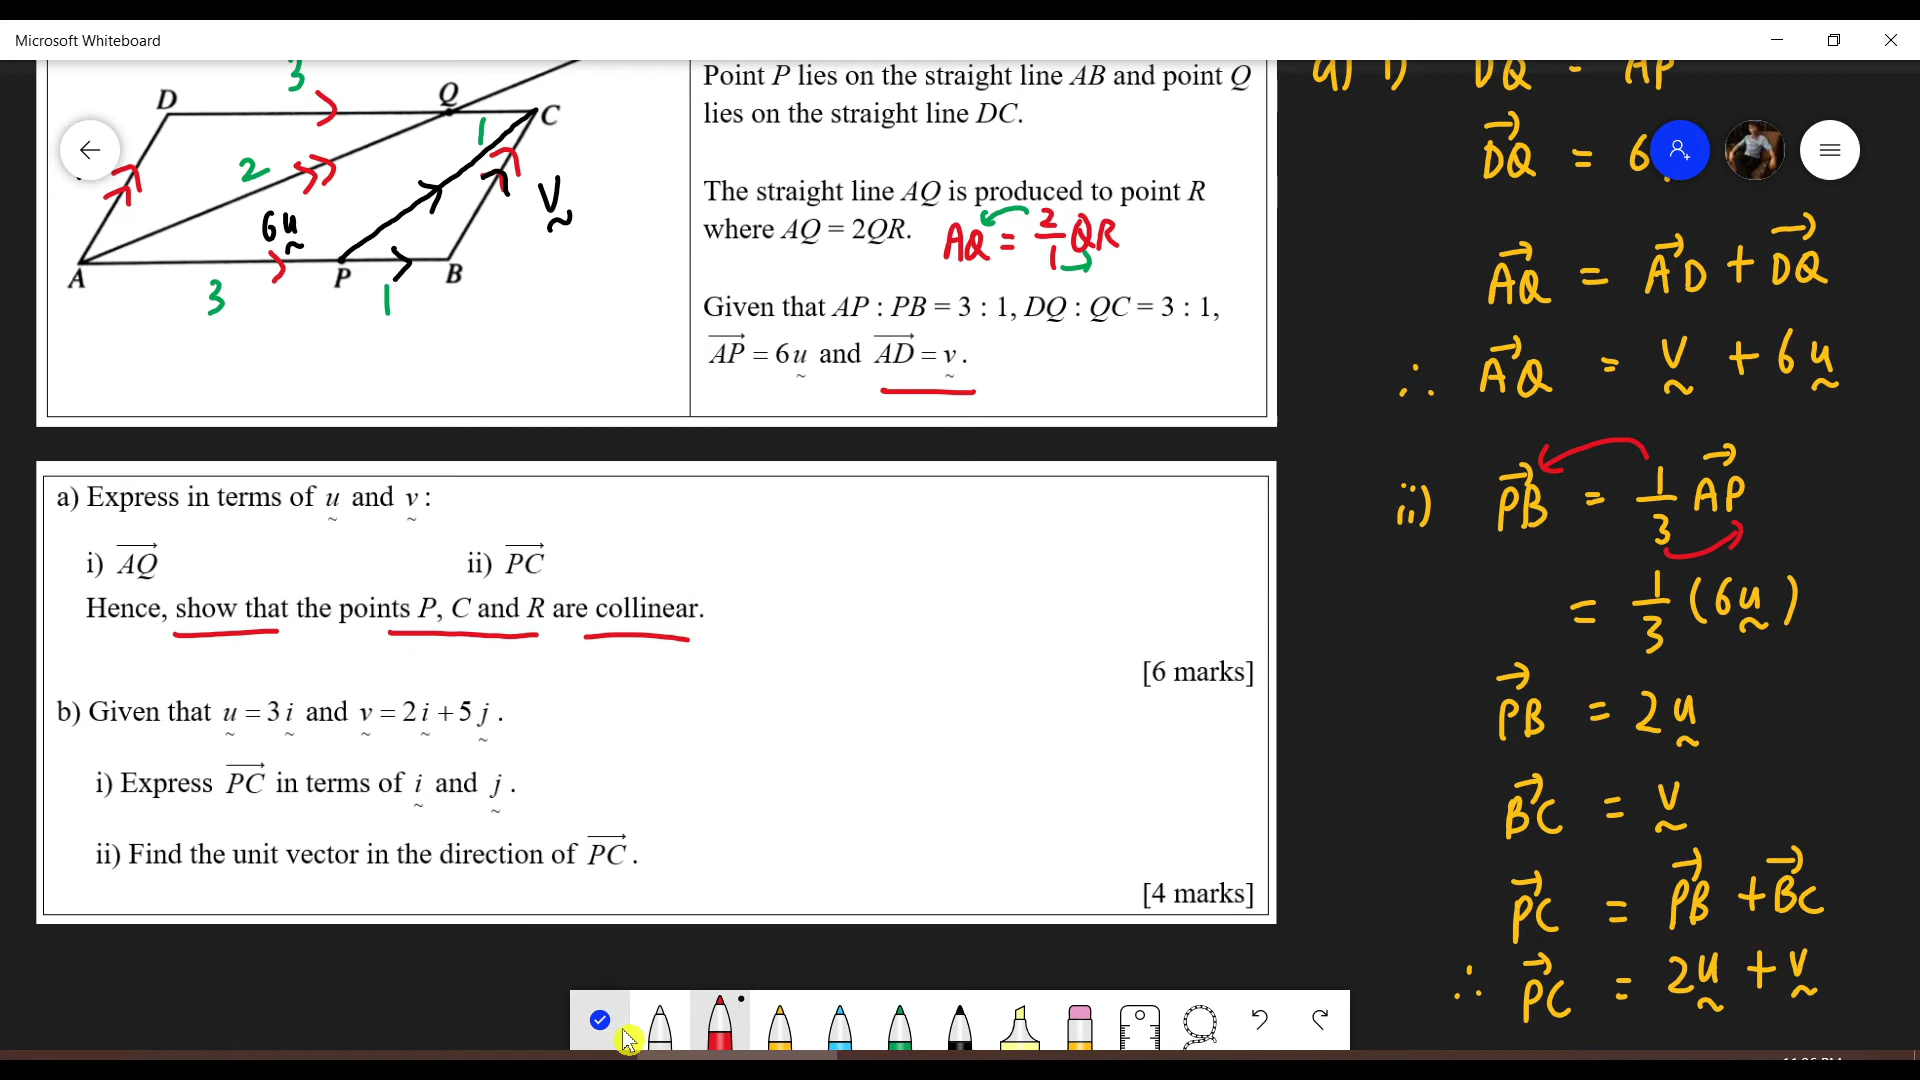 Microsoft Whiteboard
3
D
Q
C
1
2
6u
V
A
P
B
3
1
Point P lies on the straight line AB and point Q
lies on the straight line DC.
The straight line AQ is produced to point R
where AQ = 2QR.
AQ = 2/1 QR
Given that AP : PB = 3 : 1, DQ : QC = 3 : 1,
AP = 6u and AD = v.
a) Express in terms of u and v :
i) AQ ii) PC
Hence, show that the points P, C and R are collinear.
[6 marks]
b) Given that u = 3i and v = 2i + 5j.
i) Express PC in terms of i and j.
ii) Find the unit vector in the direction of PC.
[4 marks]
a) i) DQ = AP
DQ = 6
AQ = AD + DQ
∴ AQ = v + 6u
ii) PB = 1/3 AP
= 1/3 (6u)
PB = 2u
BC = v
PC = PB + BC
∴ PC = 2u + v